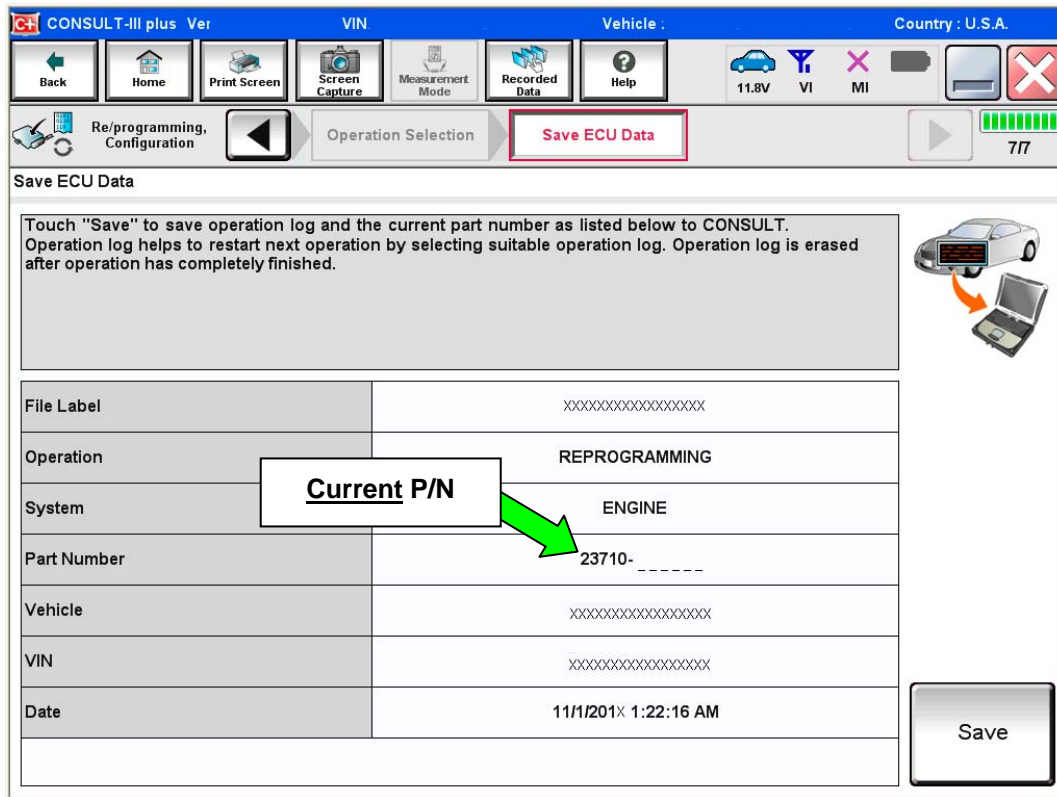 C+ CONSULT-III plus Ver VIN. Vehicle : Country : U.S.A.
Back Home Print Screen Screen Capture Measurement Mode Recorded Data ? Help 11.8V VI MI
Re/programming, Configuration Operation Selection Save ECU Data 7/7
Save ECU Data
Touch "Save" to save operation log and the current part number as listed below to CONSULT.
Operation log helps to restart next operation by selecting suitable operation log. Operation log is erased
after operation has completely finished.
File Label XXXXXXXXXXXXXXXXX
Operation REPROGRAMMING
Current P/N
System ENGINE
Part Number 23710- _ _ _ _ _ _
Vehicle XXXXXXXXXXXXXXXXX
VIN XXXXXXXXXXXXXXXXX
Date 11/1/201X 1:22:16 AM
Save